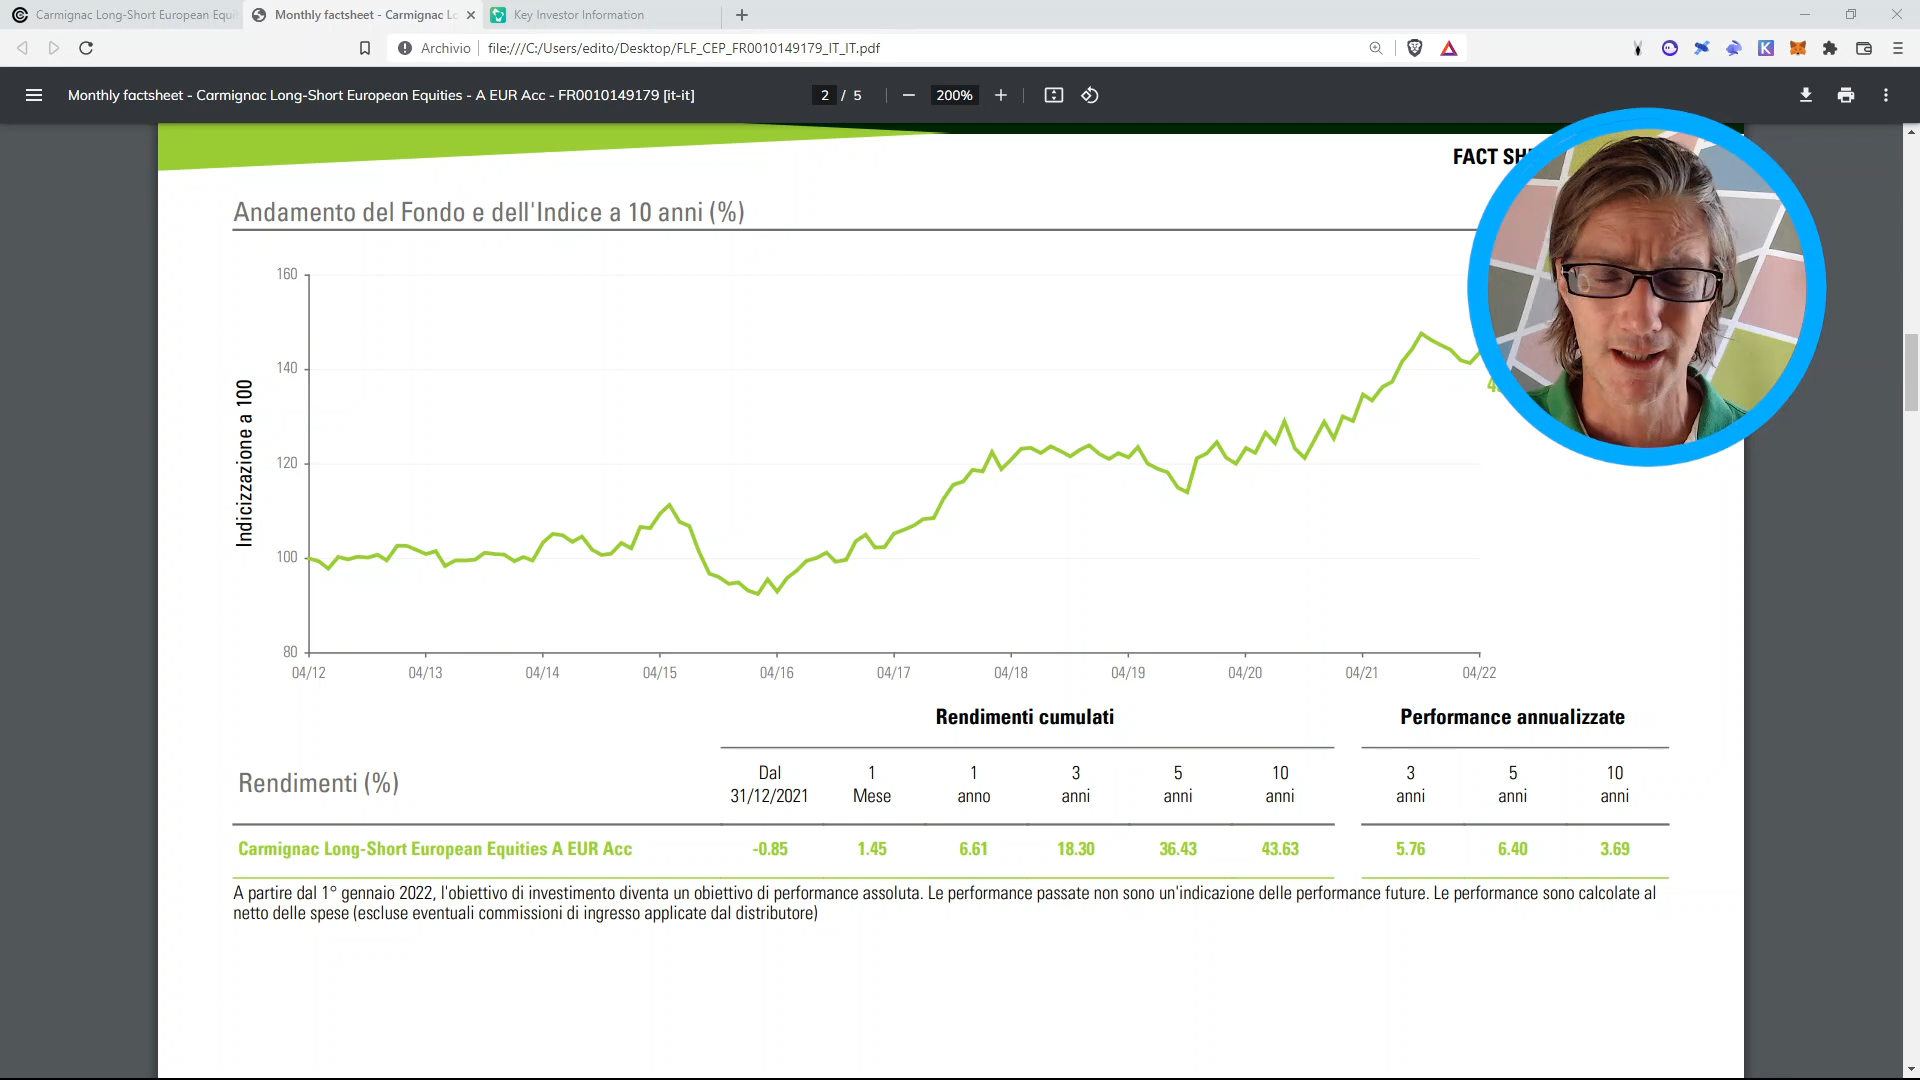 Carmignac Long-Short European Equi
Monthly factsheet - Carmignac Lo
Key Investor Information
Archivio
file:///C:/Users/edito/Desktop/FLF_CEP_FR0010149179_IT_IT.pdf
Monthly factsheet - Carmignac Long-Short European Equities - A EUR Acc - FR0010149179 [it-it]
2 / 5
200%
FACT SH
Andamento del Fondo e dell'Indice a 10 anni (%)
Indicizzazione a 100
160
140
120
100
80
04/12 04/13 04/14 04/15 04/16 04/17 04/18 04/19 04/20 04/21 04/22
Rendimenti cumulati Performance annualizzate
Rendimenti (%)
Dal 1 1 3 5 10 3 5 10
31/12/2021 Mese anno anni anni anni anni anni anni
Carmignac Long-Short European Equities A EUR Acc -0.85 1.45 6.61 18.30 36.43 43.63 5.76 6.40 3.69
A partire dal 1° gennaio 2022, l'obiettivo di investimento diventa un obiettivo di performance assoluta. Le performance passate non sono un'indicazione delle performance future. Le performance sono calcolate al
netto delle spese (escluse eventuali commissioni di ingresso applicate dal distributore)